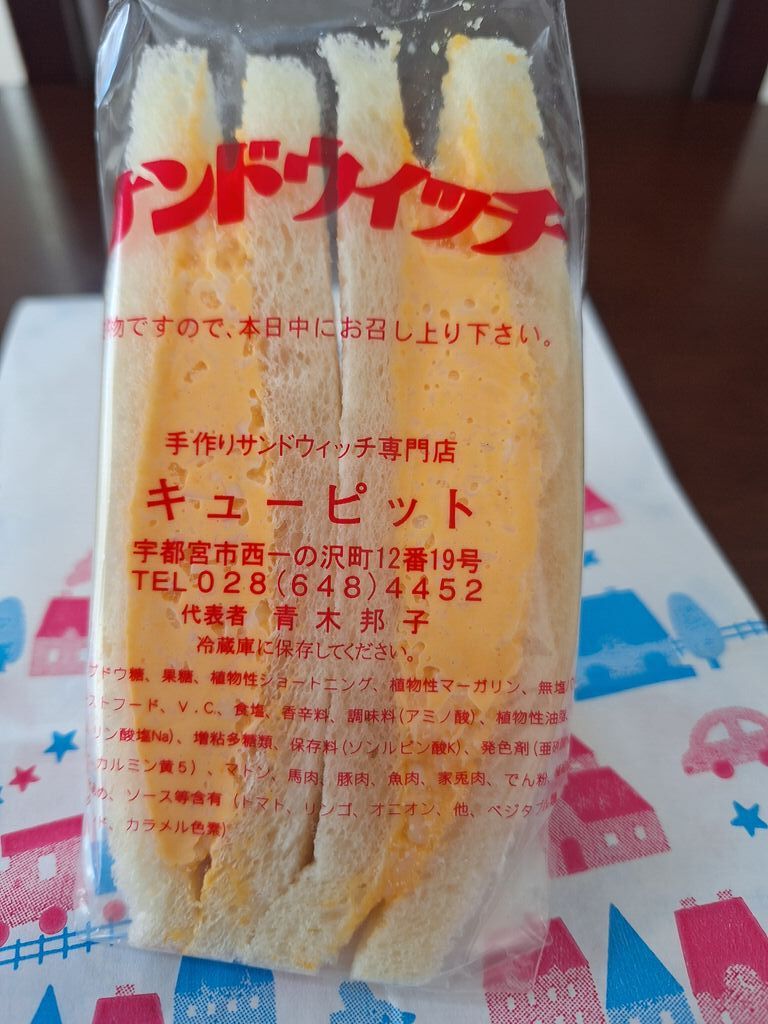 サンドウィッチ
物ですので、本日中にお召し上り下さい。
手作りサンドウィッチ専門店
キューピット
宇都宮市西一の沢町12番19号
TEL028(648)4452
代表者 青木邦子
冷蔵庫に保存してください。
ブドウ糖、果糖、植物性ショートニング、植物性マーガリン、無塩
ストフード、V.C、食塩、香辛料、調味料(アミノ酸)、植物性油脂
リン酸塩Na)、増粘多糖類、保存料(ソンルビン酸K)、発色剤(亜硝
カルミン黄5)、マトン、馬肉、豚肉、魚肉、家兎肉、でん粉、
め、ソース等含有(トマト、リンゴ、オニオン、他、ベジタブル
ド、カラメル色素)